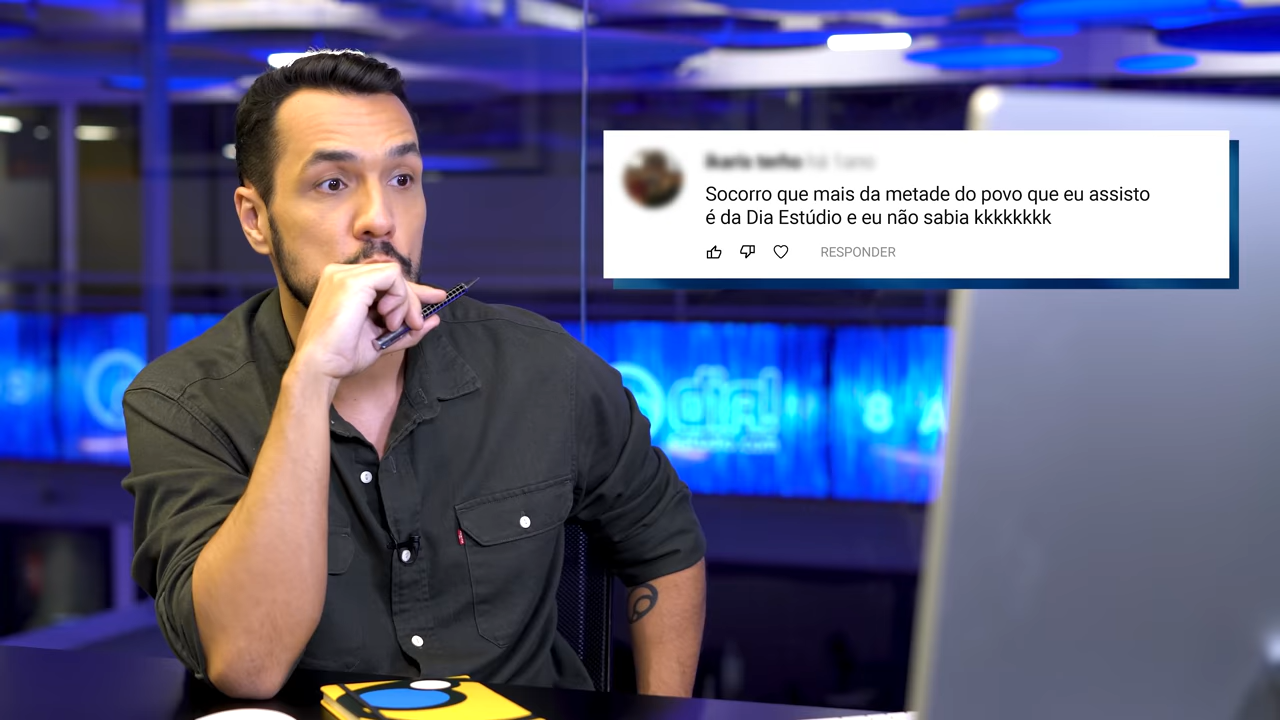 Socorro que mais da metade do povo que eu assisto
é da Dia Estúdio e eu não sabia kkkkkkkk
RESPONDER